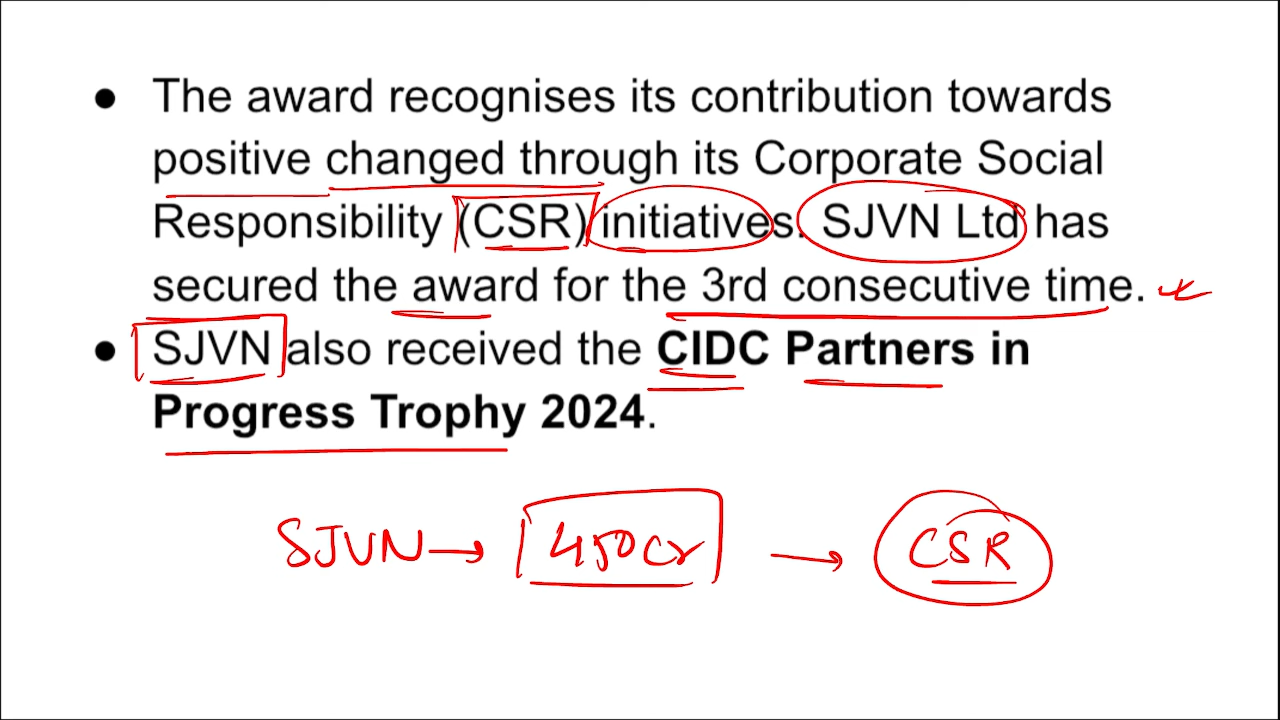 ● The award recognises its contribution towards
positive changed through its Corporate Social
Responsibility (CSR) initiatives. SJVN Ltd has
secured the award for the 3rd consecutive time.
● SJVN also received the CIDC Partners in
Progress Trophy 2024.
SJVN → 450Cr → CSR